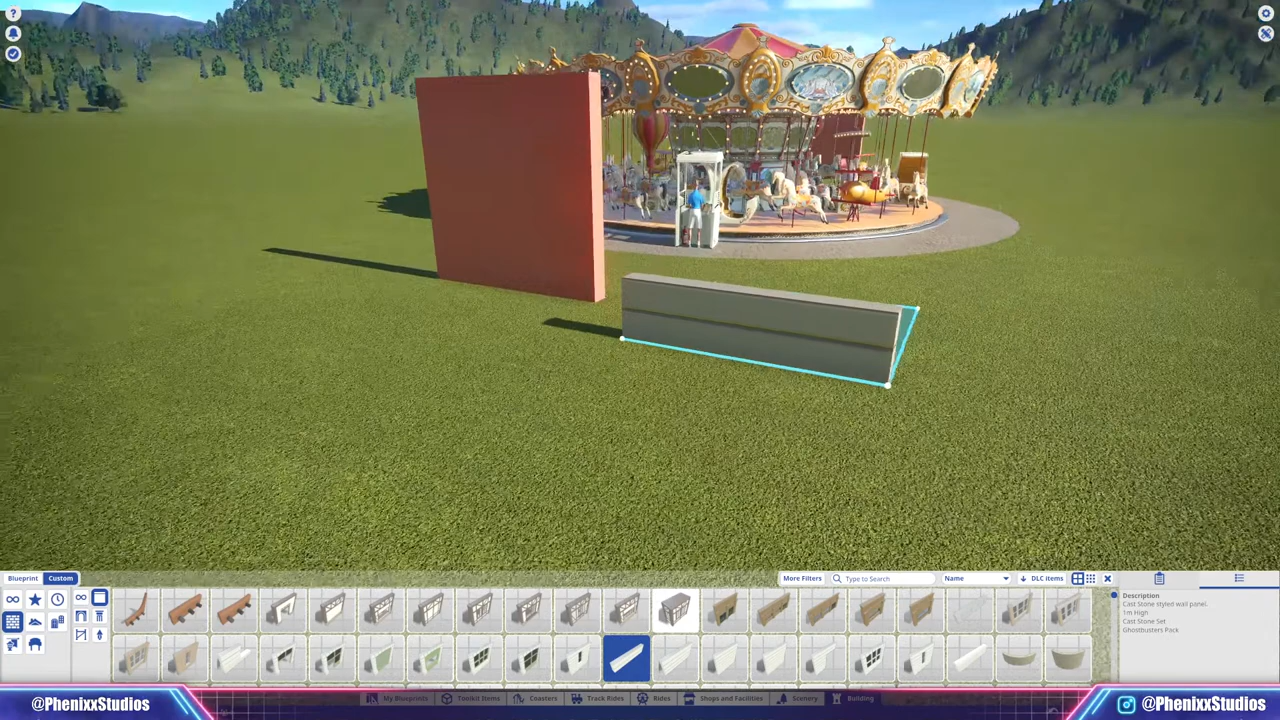 ?
Blueprint
Custom
More Filters
Type to Search
Name
DLC items
Description
Cast Stone styled wall panel.
1m High
Cast Stone Set
Ghostbusters Pack
@PhenixxStudios
My Blueprints
Toolkit Items
Coasters
Track Rides
Rides
Shops and Facilities
Scenery
Building
@PhenixxStudios